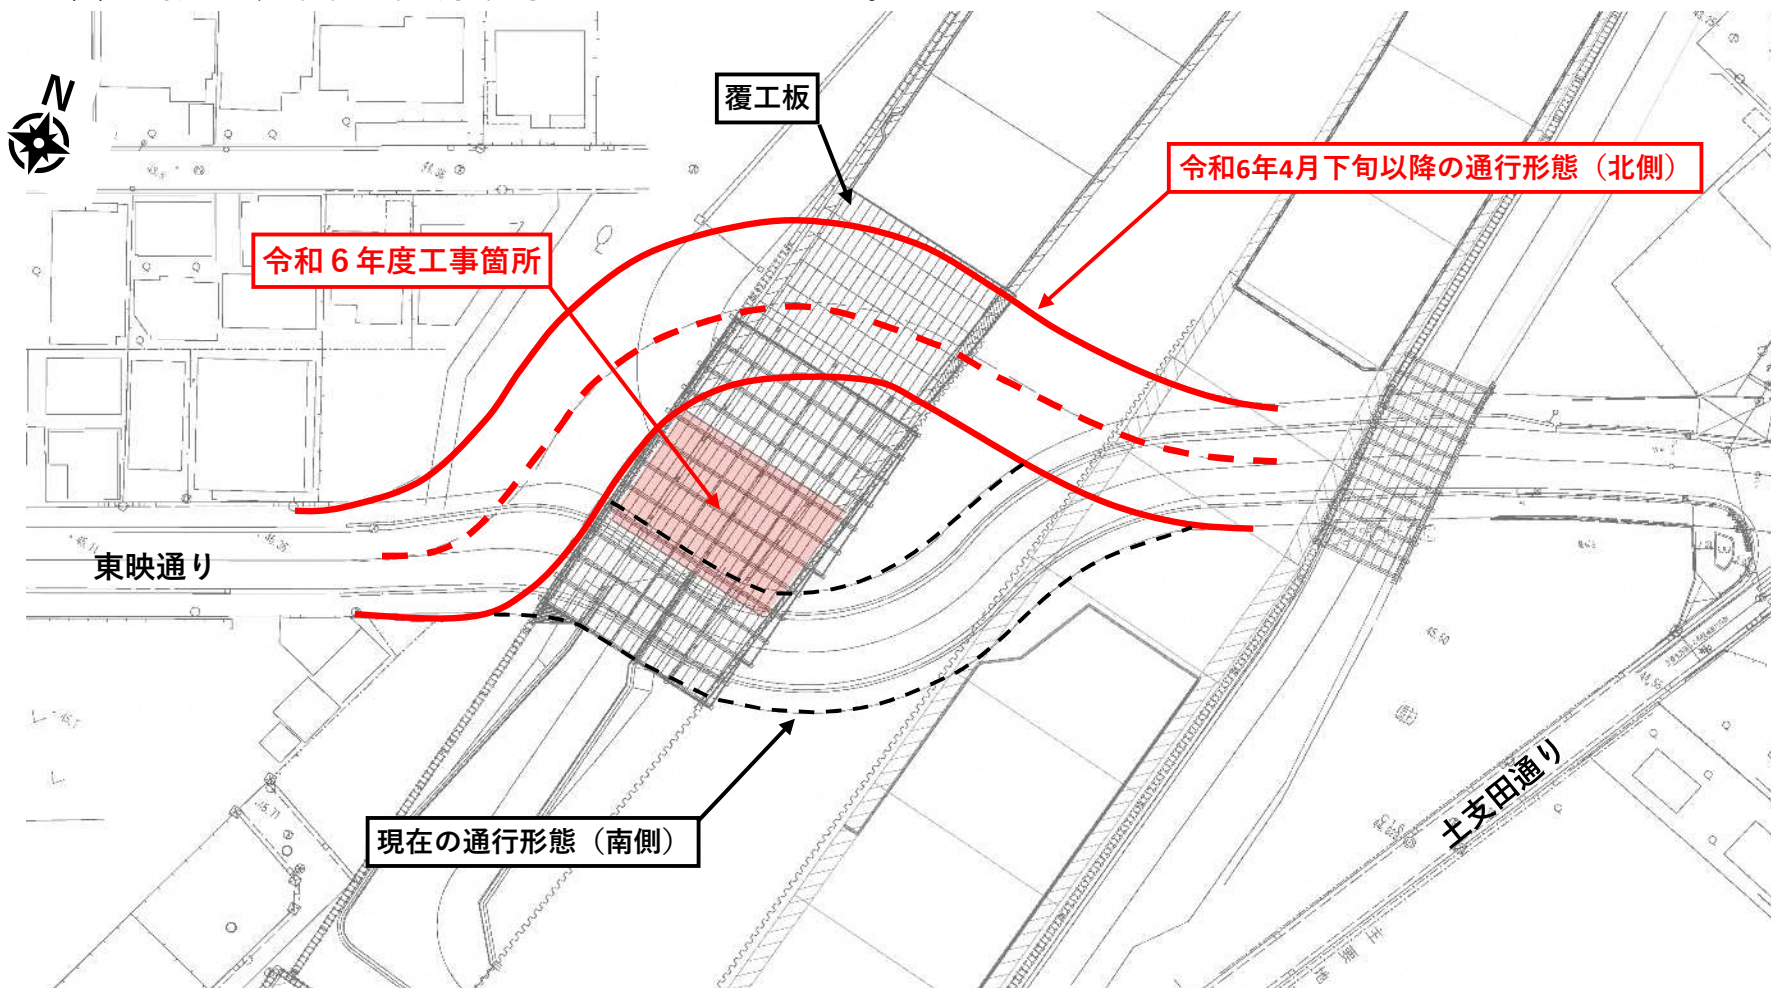 N
覆工板
令和6年4月下旬以降の通行形態（北側）
令和６年度工事箇所
東映通り
45.50
現在の通行形態（南側）
土支田通り